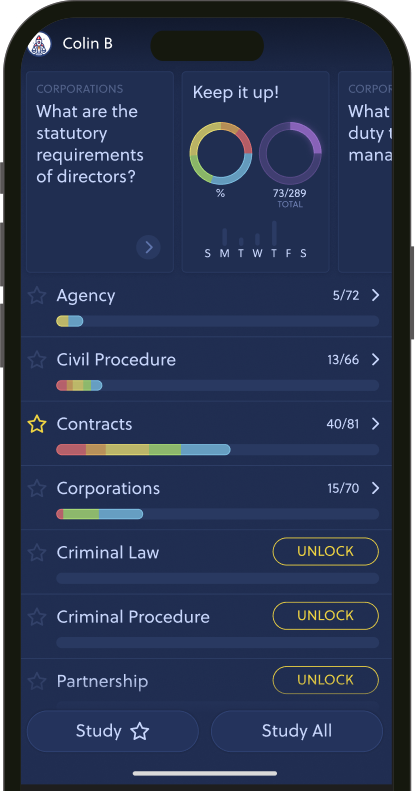 Colin B
CORPORATIONS
What are the
statutory
requirements
of directors?
Keep it up!
%
73/289
TOTAL
S M T W T F S
CORPOR
What
duty t
mana
Agency
5/72
Civil Procedure
13/66
Contracts
40/81
Corporations
15/70
Criminal Law
UNLOCK
Criminal Procedure
UNLOCK
Partnership
UNLOCK
Study
Study All